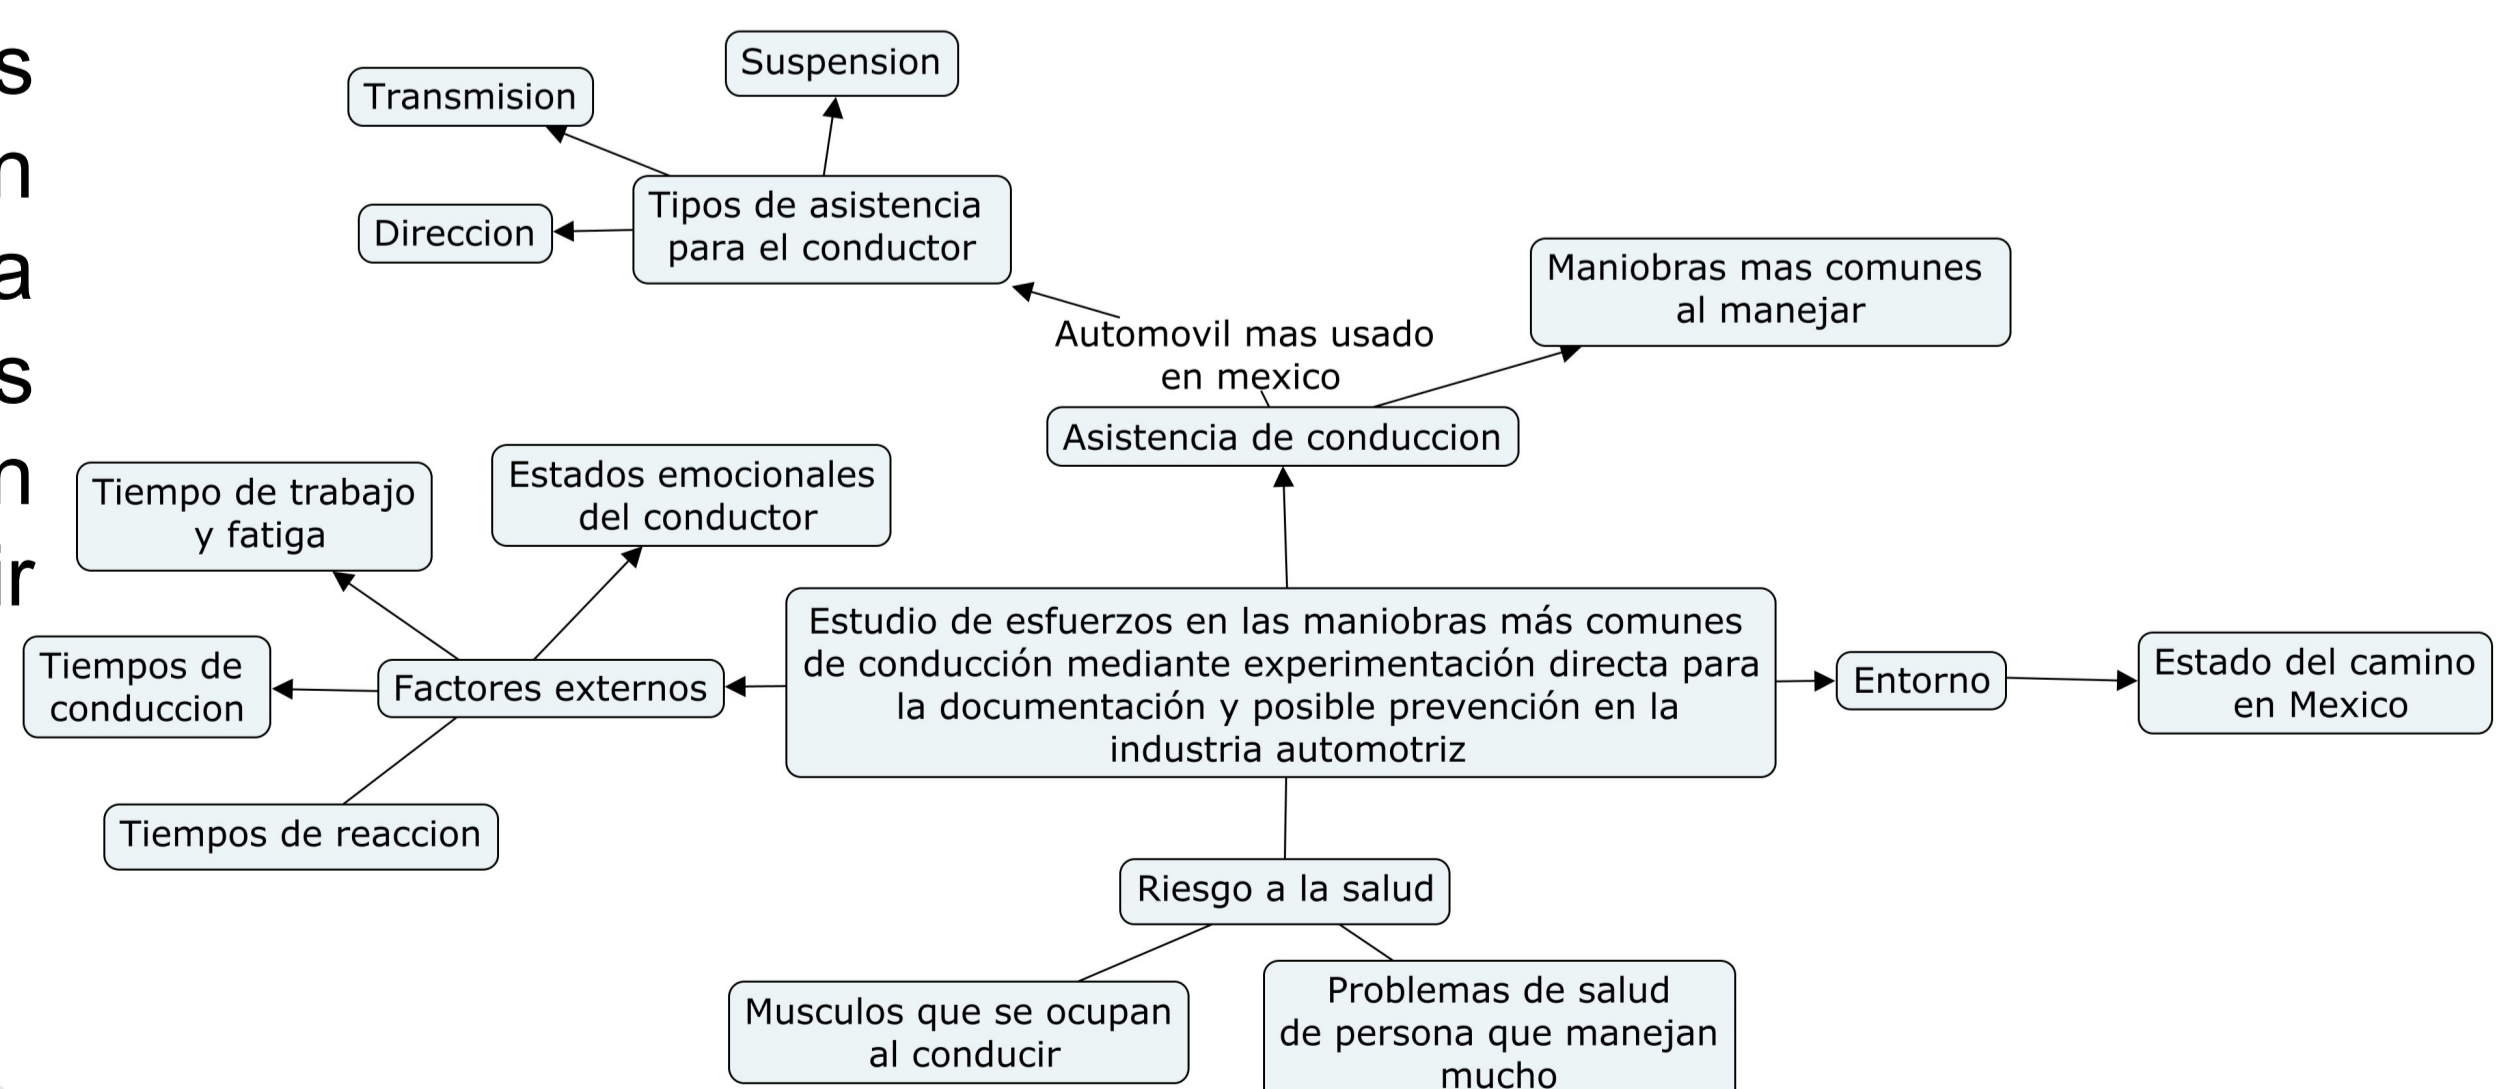 Suspension
Transmision
Tipos de asistencia
para el conductor
Direccion
Maniobras mas comunes
al manejar
Automovil mas usado
en mexico
Asistencia de conduccion
Estados emocionales
del conductor
Tiempo de trabajo
y fatiga
Estudio de esfuerzos en las maniobras más comunes
de conducción mediante experimentación directa para
la documentación y posible prevención en la
industria automotriz
Factores externos
Tiempos de
conduccion
Entorno
Estado del camino
en Mexico
Tiempos de reaccion
Riesgo a la salud
Musculos que se ocupan
al conducir
Problemas de salud
de persona que manejan
mucho